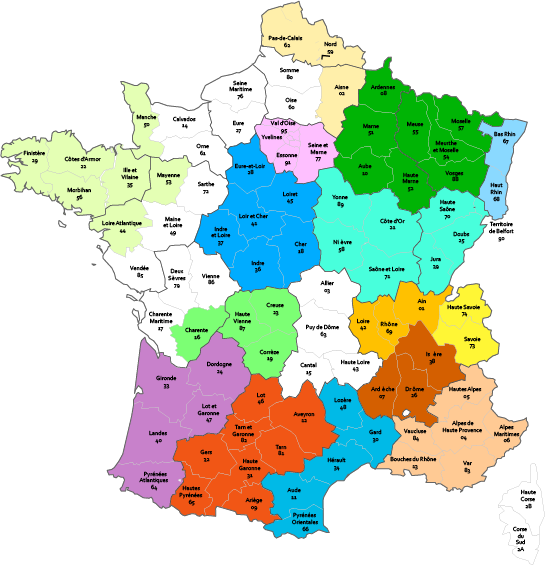 Pas-de-Calais
62
Nord
59
Somme
80
Aisne
02
Seine
Maritime
76
Oise
60
Ardennes
08
Manche
50
Calvados
14
Eure
27
Val d'Oise
95
Yvelines
Essonne
91
Seine et
Marne
77
Marne
51
Meuse
55
Moselle
57
Meurthe
et Moselle
54
Bas Rhin
67
Finistère
29
Côtes d'Armor
22
Ille et
Vilaine
35
Mayenne
53
Orne
61
Eure-et-Loir
28
Aube
10
Haute
Marne
52
Vosges
88
Haut
Rhin
68
Morbihan
56
Sarthe
72
Loiret
45
Yonne
89
Haute
Saône
70
Territoire
de Belfort
90
Loire Atlantique
44
Maine et
Loire
49
Indre
et Loire
37
Loir et Cher
41
Cher
18
Ni èvre
58
Côte d'Or
21
Doubs
25
Jura
39
Vendée
85
Deux
Sèvres
79
Vienne
86
Indre
36
Allier
03
Saône et Loire
71
Charente
Maritime
17
Charente
16
Haute
Vienne
87
Creuse
23
Puy de Dôme
63
Loire
42
Rhône
69
Ain
01
Haute Savoie
74
Savoie
73
Corrèze
19
Cantal
15
Haute Loire
43
Is ère
38
Dordogne
24
Gironde
33
Lot et
Garonne
47
Lot
46
Aveyron
12
Lozère
48
Ard èche
07
Dr ôme
26
Hautes Alpes
05
Landes
40
Gers
32
Tarn et
Garonne
82
Tarn
81
Gard
30
Vaucluse
84
Alpes de
Haute Provence
04
Alpes
Maritimes
06
Pyrénées
Atlantiques
64
Hautes
Pyrénées
65
Haute
Garonne
31
Ariège
09
Hérault
34
Aude
11
Pyrénées
Orientales
66
Bouches du Rhône
13
Var
83
Haute
Corse
2B
Corse
du
Sud
2A